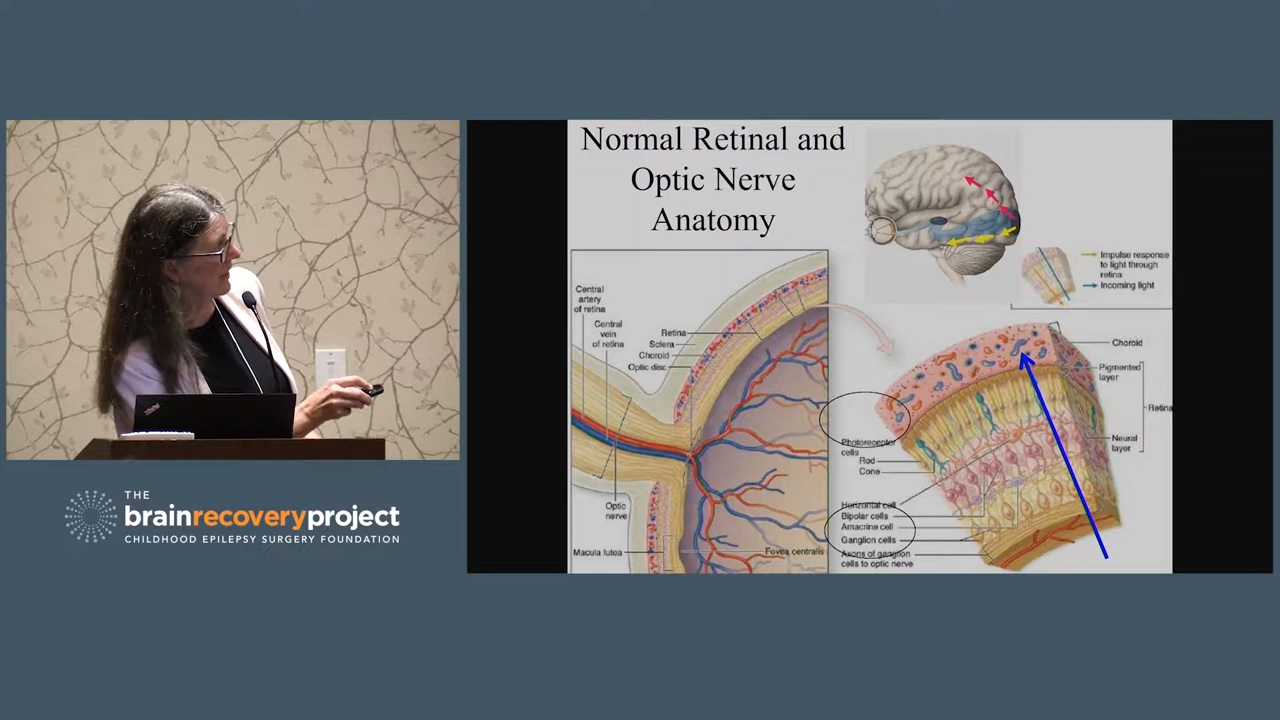 Normal Retinal and
Optic Nerve
Anatomy
Central
artery
of retina
Central
vein
of retina
Retina
Sclera
Choroid
Optic disc
Optic
nerve
Macula lutea
Fovea centralis
Impulse response
to light through
retina
Incoming light
Choroid
Pigmented
layer
Retina
Neural
layer
Photoreceptor
cells
Rod
Cone
Horizontal cell
Bipolar cells
Amacrine cell
Ganglion cells
Axons of ganglion
cells to optic nerve
THE
brainrecoveryproject
CHILDHOOD EPILEPSY SURGERY FOUNDATION